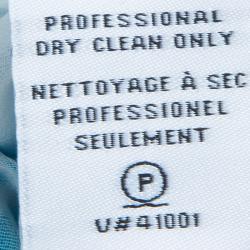 PROFESSIONAL
DRY CLEAN ONLY
NETTOYAGE À SEC
PROFESSIONEL
SEULEMENT
P
V#41001